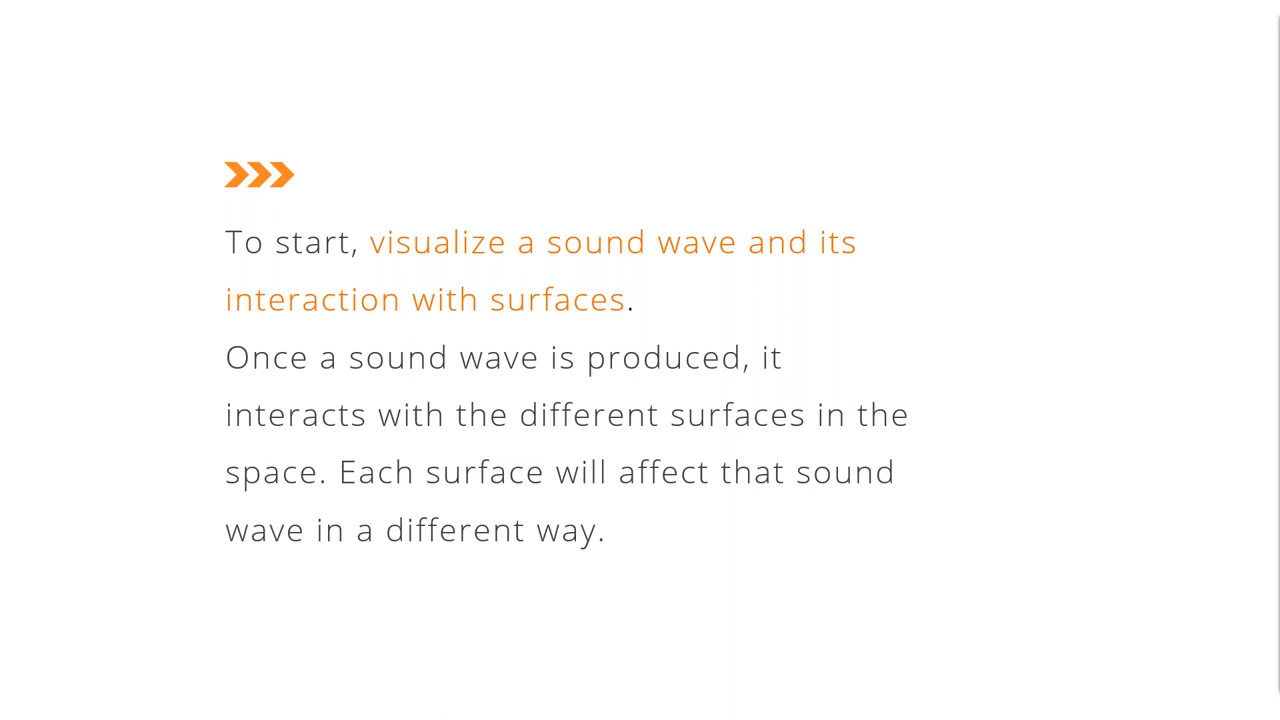 To start, visualize a sound wave and its
interaction with surfaces.
Once a sound wave is produced, it
interacts with the different surfaces in the
space. Each surface will affect that sound
wave in a different way.